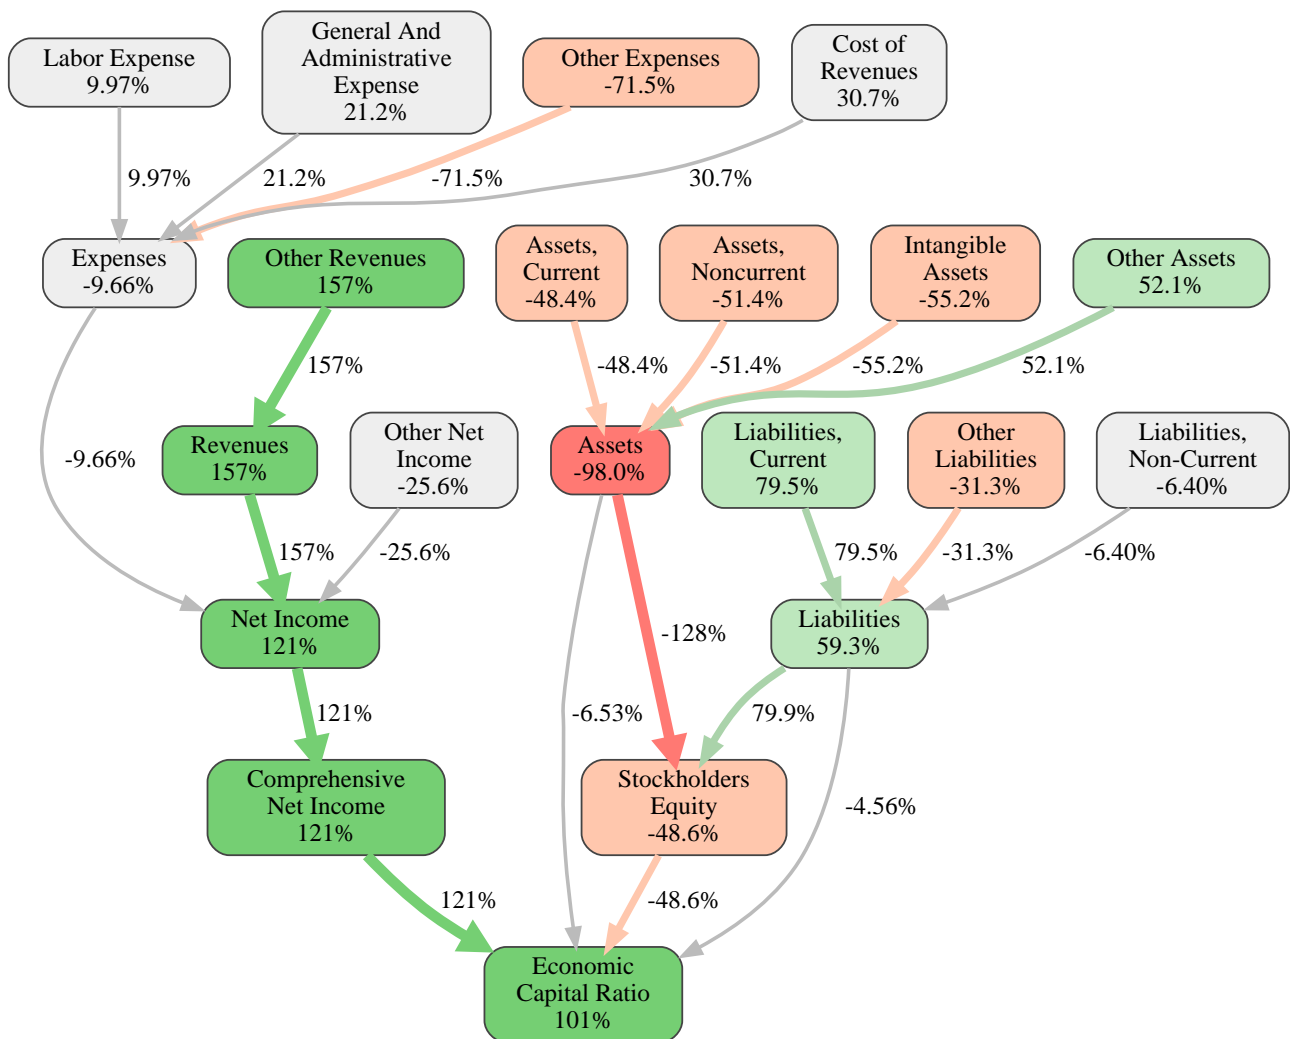 Labor Expense
9.97%
General And
Administrative
Expense
21.2%
Other Expenses
-71.5%
Cost of
Revenues
30.7%
9.97%
21.2%
-71.5%
30.7%
Expenses
-9.66%
Other Revenues
157%
Assets,
Current
-48.4%
Assets,
Noncurrent
-51.4%
Intangible
Assets
-55.2%
Other Assets
52.1%
157%
-48.4%
-51.4%
-55.2%
52.1%
-9.66%
Revenues
157%
Other Net
Income
-25.6%
Assets
-98.0%
Liabilities,
Current
79.5%
Other
Liabilities
-31.3%
Liabilities,
Non-Current
-6.40%
157%
-25.6%
79.5%
-31.3%
-6.40%
Net Income
121%
-128%
Liabilities
59.3%
121%
-6.53%
79.9%
Comprehensive
Net Income
121%
Stockholders
Equity
-48.6%
-4.56%
121%
-48.6%
Economic
Capital Ratio
101%